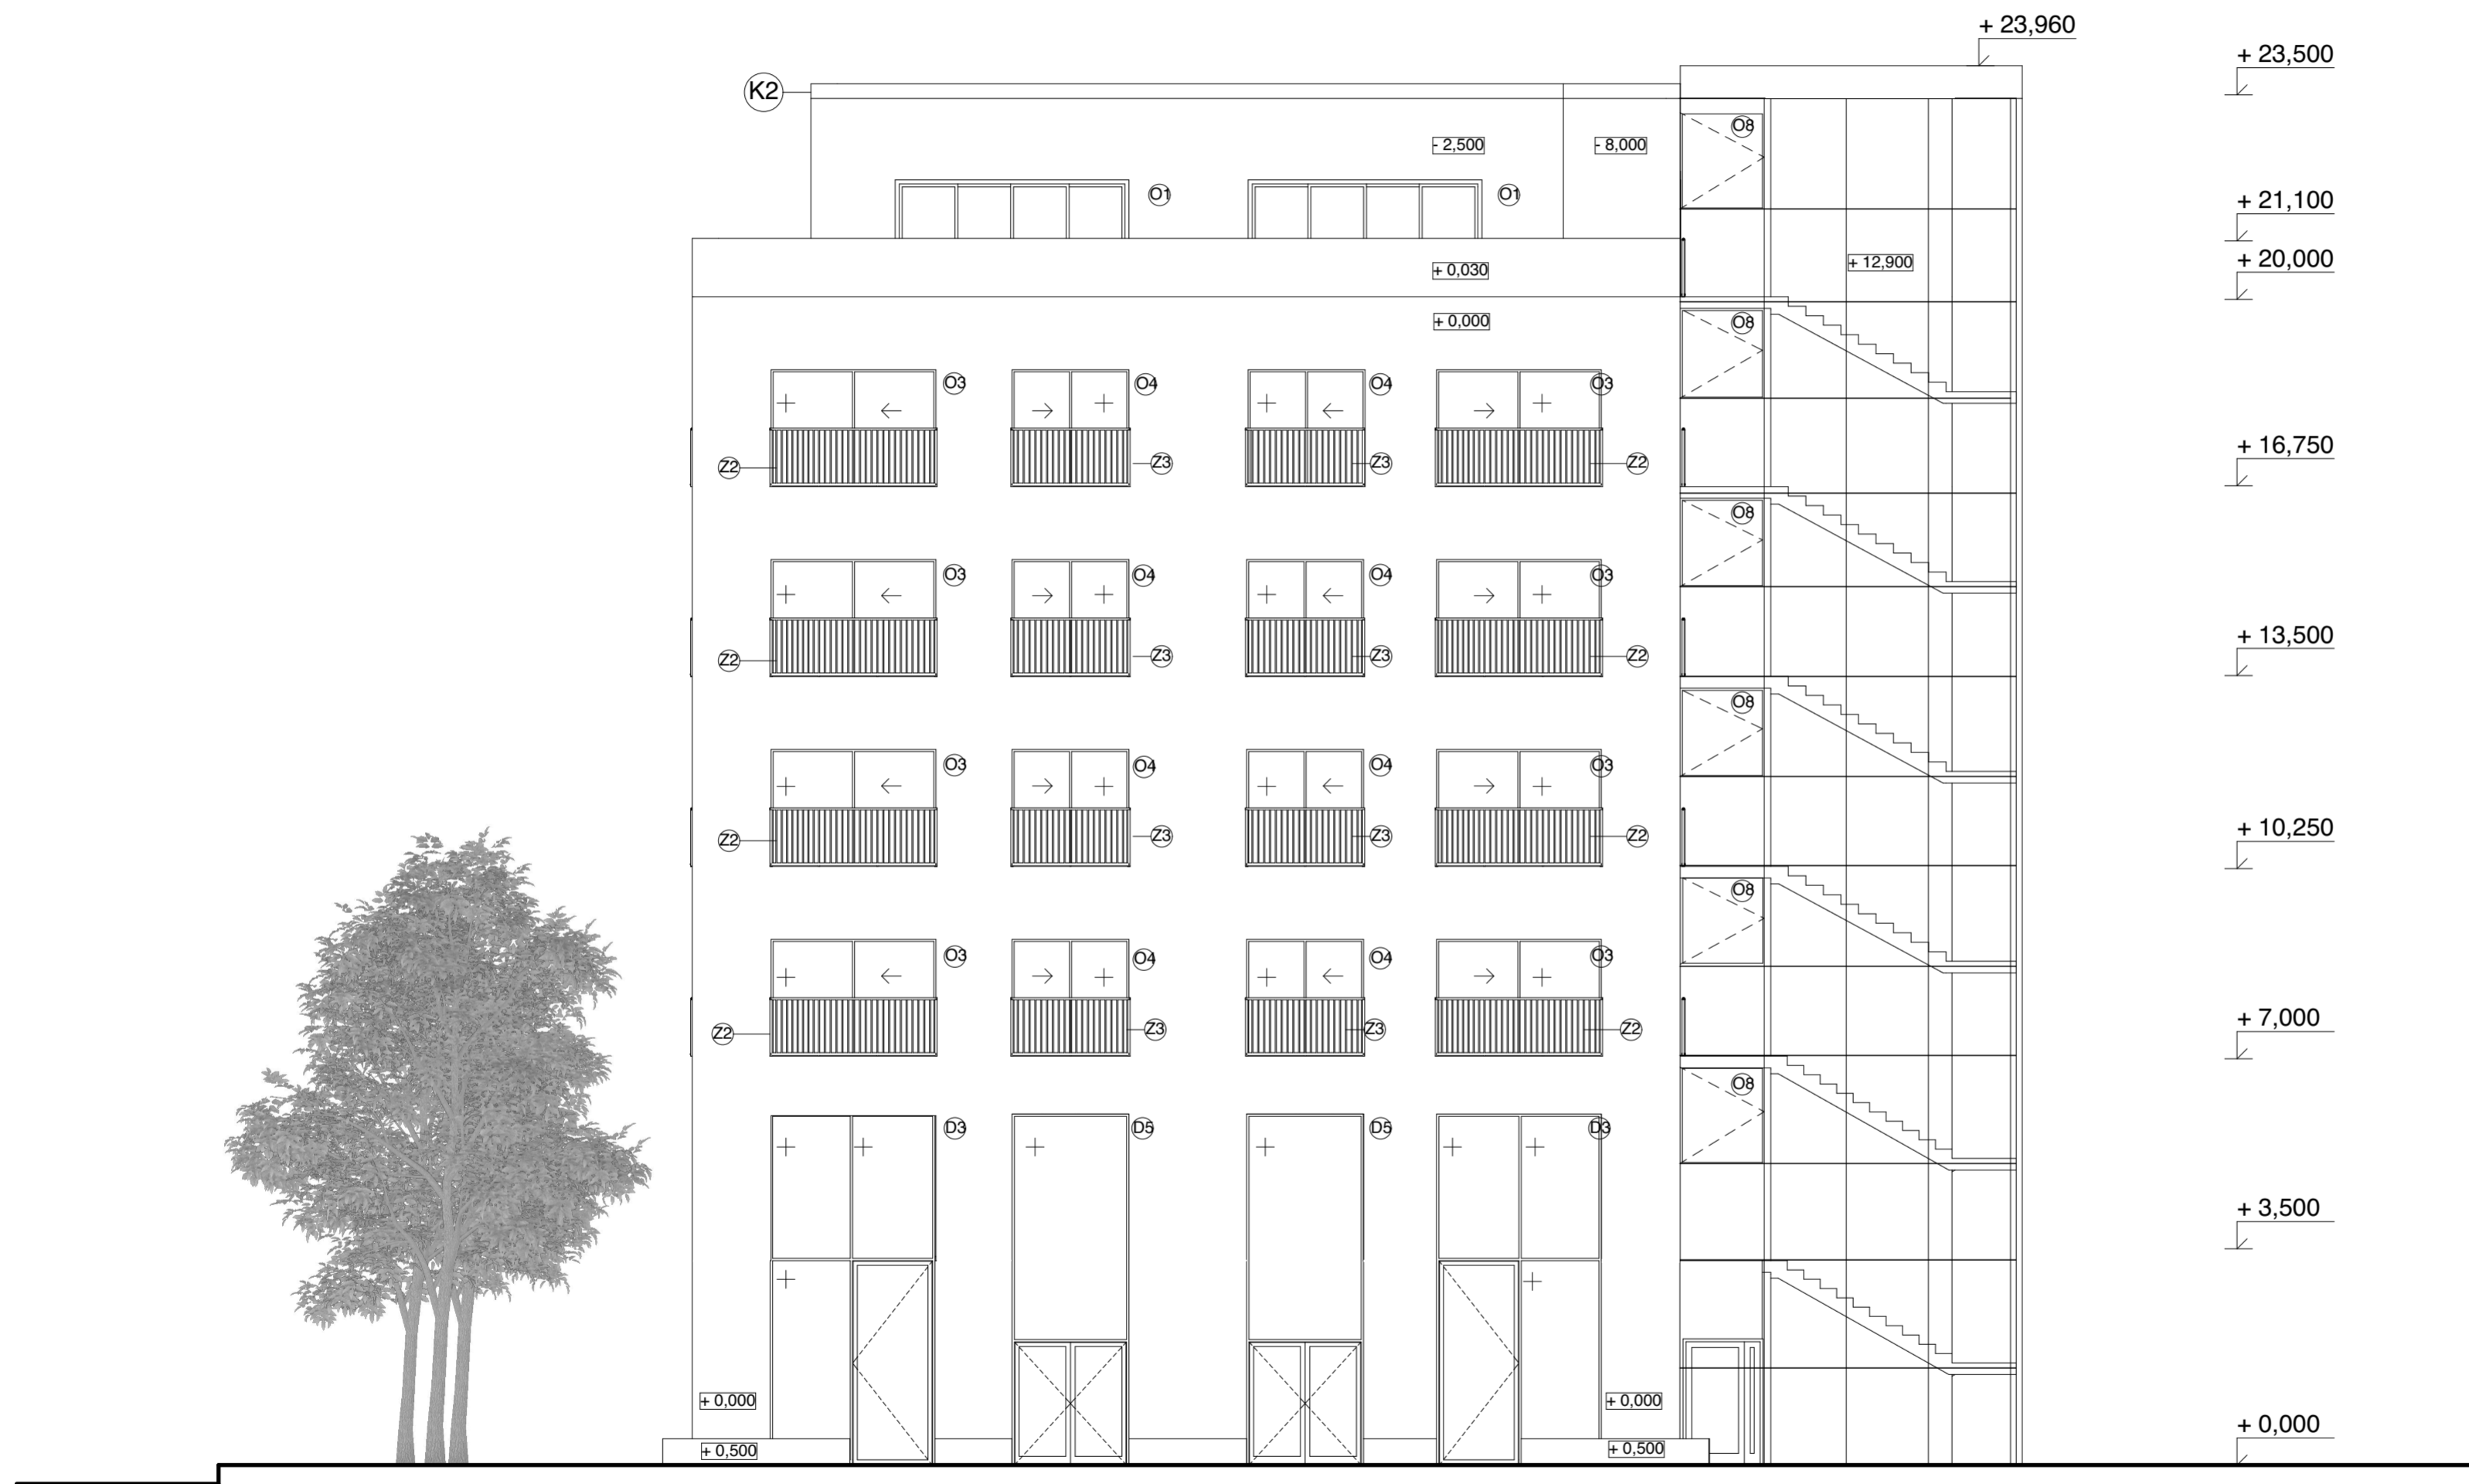 + 23,960
+ 23,500
K2
O8
- 2,500
- 8,000
O1
O1
+ 21,100
+ 20,000
+ 12,900
+ 0,030
+ 0,000
O8
O3
O4
O4
O3
+ 16,750
Z2
Z3
Z3
Z2
O8
O3
O4
O4
O3
+ 13,500
Z2
Z3
Z3
Z2
O8
O3
O4
O4
O3
+ 10,250
Z2
Z3
Z3
Z2
O8
O3
O4
O4
O3
+ 7,000
Z2
Z3
Z3
Z2
O8
D3
D5
D5
D3
+ 3,500
+ 0,000
+ 0,000
+ 0,000
+ 0,500
+ 0,500